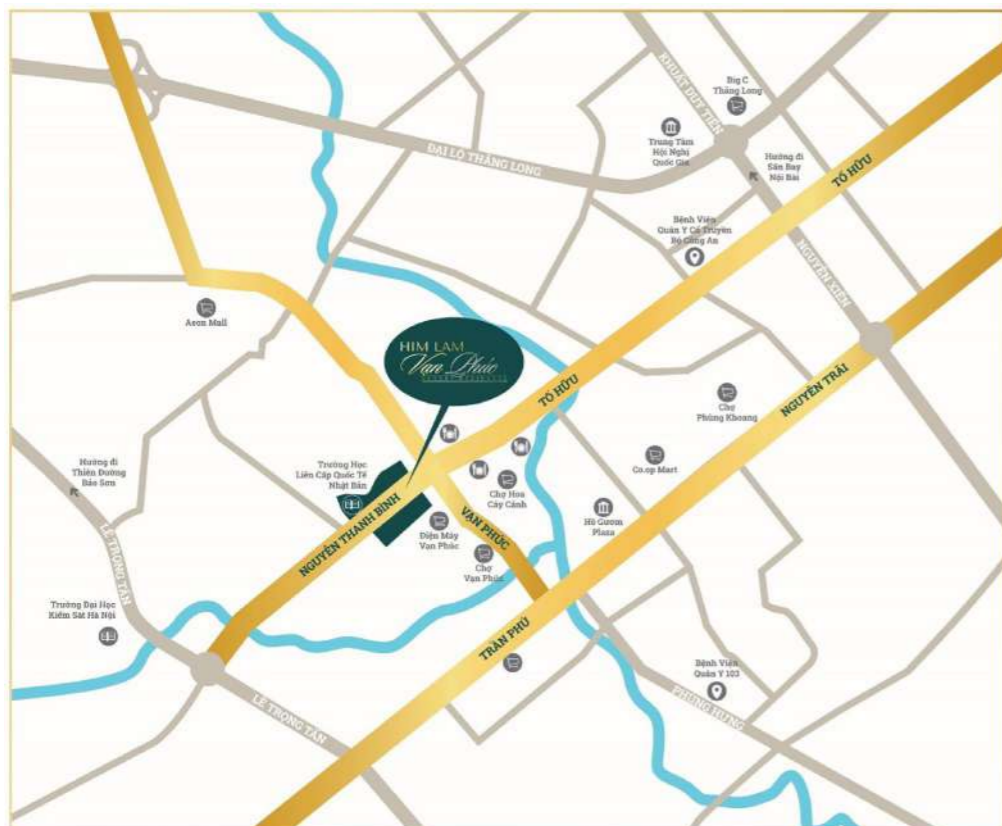 KHUẤT DUY TIẾN
Big C
Thăng Long
Trung Tâm
Hội Nghị
Quốc Gia
ĐẠI LỘ THĂNG LONG
Hướng đi
Sân Bay
Nội Bài
TỐ HỮU
Bệnh Viện
Quân Y Cổ Truyền
Bộ Công An
NGUYỄN XIỂN
Aeon Mall
HIM LAM
Vạn Phúc
TỐ HỮU
NGUYỄN TRÃI
Chợ
Phùng Khoang
Co.op Mart
Trường Học
Liên Cấp Quốc Tế
Nhật Bản
Hướng đi
Thiên Đường
Bảo Sơn
Chợ Hoa
Cây Cảnh
Hồ Gươm
Plaza
NGUYỄN THANH BÌNH
Điện Máy
Vạn Phúc
VẠN PHÚC
Chợ
Vạn Phúc
LÊ TRỌNG TẤN
Trường Đại Học
Kiểm Sát Hà Nội
TRẦN PHÚ
Bệnh Viện
Quân Y 103
PHÙNG HƯNG
LÊ TRỌNG TẤN